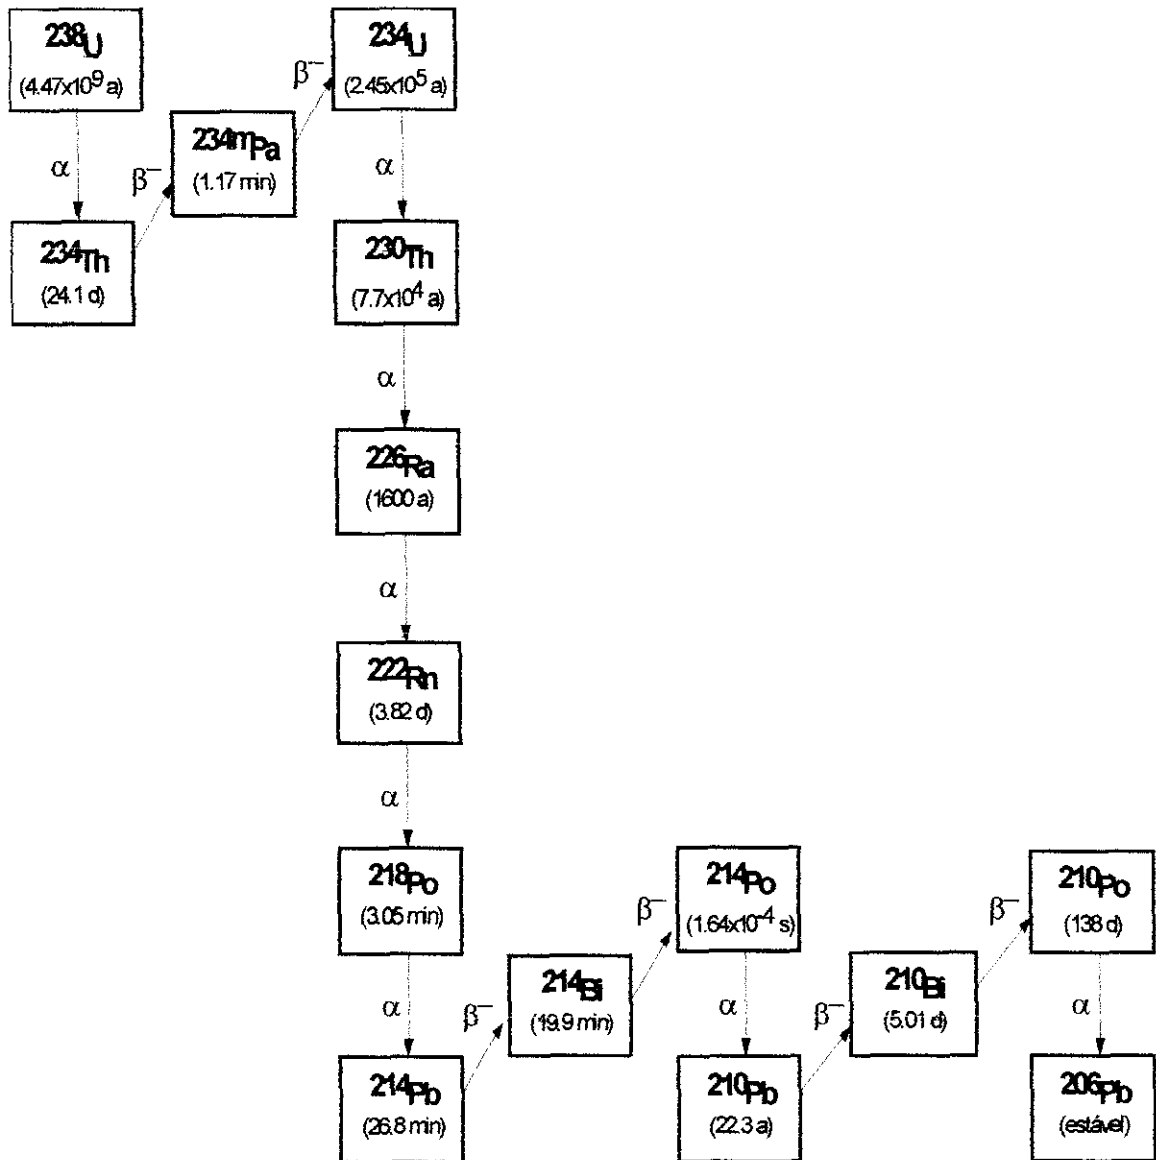 238U
(4.47x10⁹ a)
α
234Th
(24.1 d)
β⁻
234mPa
(1.17 min)
β⁻
234U
(2.45x10⁵ a)
α
230Th
(7.7x10⁴ a)
α
226Ra
(1600 a)
α
222Rn
(3.82 d)
α
218Po
(3.05 min)
α
214Pb
(26.8 min)
β⁻
214Bi
(19.9 min)
β⁻
214Po
(1.64x10⁻⁴ s)
α
210Pb
(22.3 a)
β⁻
210Bi
(5.01 d)
β⁻
210Po
(138 d)
α
206Pb
(estável)